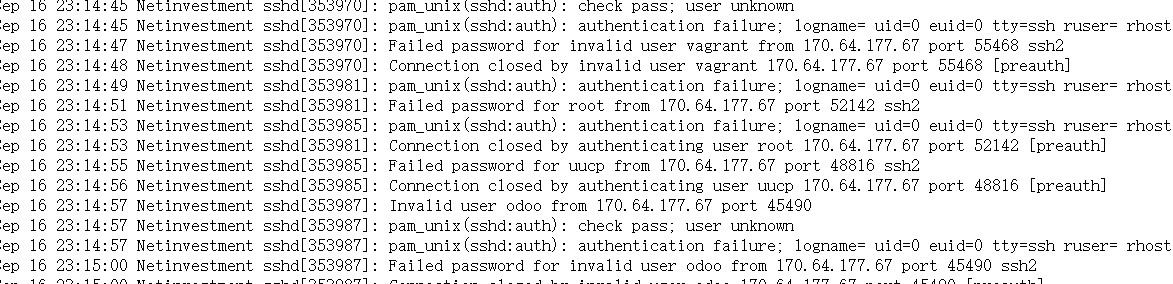 ep 16 23:14:45 Netinvestment sshd[353970]: pam_unix(sshd:auth): check pass; user unknown
ep 16 23:14:45 Netinvestment sshd[353970]: pam_unix(sshd:auth): authentication failure; logname= uid=0 euid=0 tty=ssh ruser= rhost
ep 16 23:14:47 Netinvestment sshd[353970]: Failed password for invalid user vagrant from 170.64.177.67 port 55468 ssh2
ep 16 23:14:48 Netinvestment sshd[353970]: Connection closed by invalid user vagrant 170.64.177.67 port 55468 [preauth]
ep 16 23:14:49 Netinvestment sshd[353981]: pam_unix(sshd:auth): authentication failure; logname= uid=0 euid=0 tty=ssh ruser= rhost
ep 16 23:14:51 Netinvestment sshd[353981]: Failed password for root from 170.64.177.67 port 52142 ssh2
ep 16 23:14:53 Netinvestment sshd[353985]: pam_unix(sshd:auth): authentication failure; logname= uid=0 euid=0 tty=ssh ruser= rhost
ep 16 23:14:53 Netinvestment sshd[353981]: Connection closed by authenticating user root 170.64.177.67 port 52142 [preauth]
ep 16 23:14:55 Netinvestment sshd[353985]: Failed password for uucp from 170.64.177.67 port 48816 ssh2
ep 16 23:14:56 Netinvestment sshd[353985]: Connection closed by authenticating user uucp 170.64.177.67 port 48816 [preauth]
ep 16 23:14:57 Netinvestment sshd[353987]: Invalid user odoo from 170.64.177.67 port 45490
ep 16 23:14:57 Netinvestment sshd[353987]: pam_unix(sshd:auth): check pass; user unknown
ep 16 23:14:57 Netinvestment sshd[353987]: pam_unix(sshd:auth): authentication failure; logname= uid=0 euid=0 tty=ssh ruser= rhost
ep 16 23:15:00 Netinvestment sshd[353987]: Failed password for invalid user odoo from 170.64.177.67 port 45490 ssh2